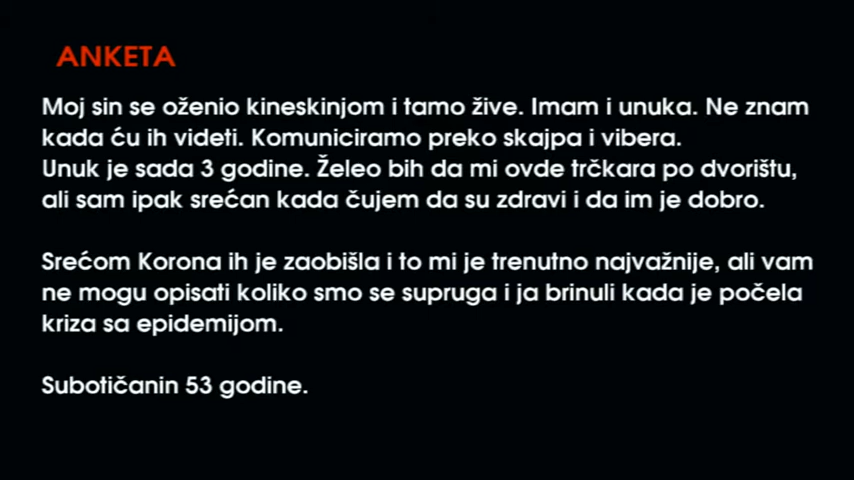 ANKETA
Moj sin se oženio kineskinjom i tamo žive. Imam i unuka. Ne znam
kada ću ih videti. Komuniciramo preko skajpa i vibera.
Unuk je sada 3 godine. Želeo bih da mi ovde trčkara po dvorištu,
ali sam ipak srećan kada čujem da su zdravi i da im je dobro.
Srećom Korona ih je zaobišla i to mi je trenutno najvažnije, ali vam
ne mogu opisati koliko smo se supruga i ja brinuli kada je počela
kriza sa epidemijom.
Subotičanin 53 godine.